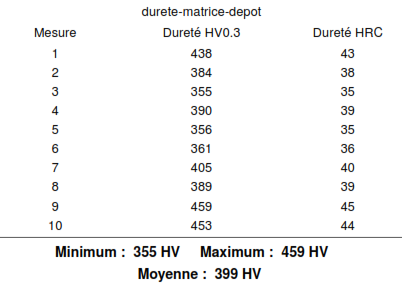 durete-matrice-depot
Mesure Dureté HV0.3 Dureté HRC
1 438 43
2 384 38
3 355 35
4 390 39
5 356 35
6 361 36
7 405 40
8 389 39
9 459 45
10 453 44
Minimum : 355 HV Maximum : 459 HV
Moyenne : 399 HV